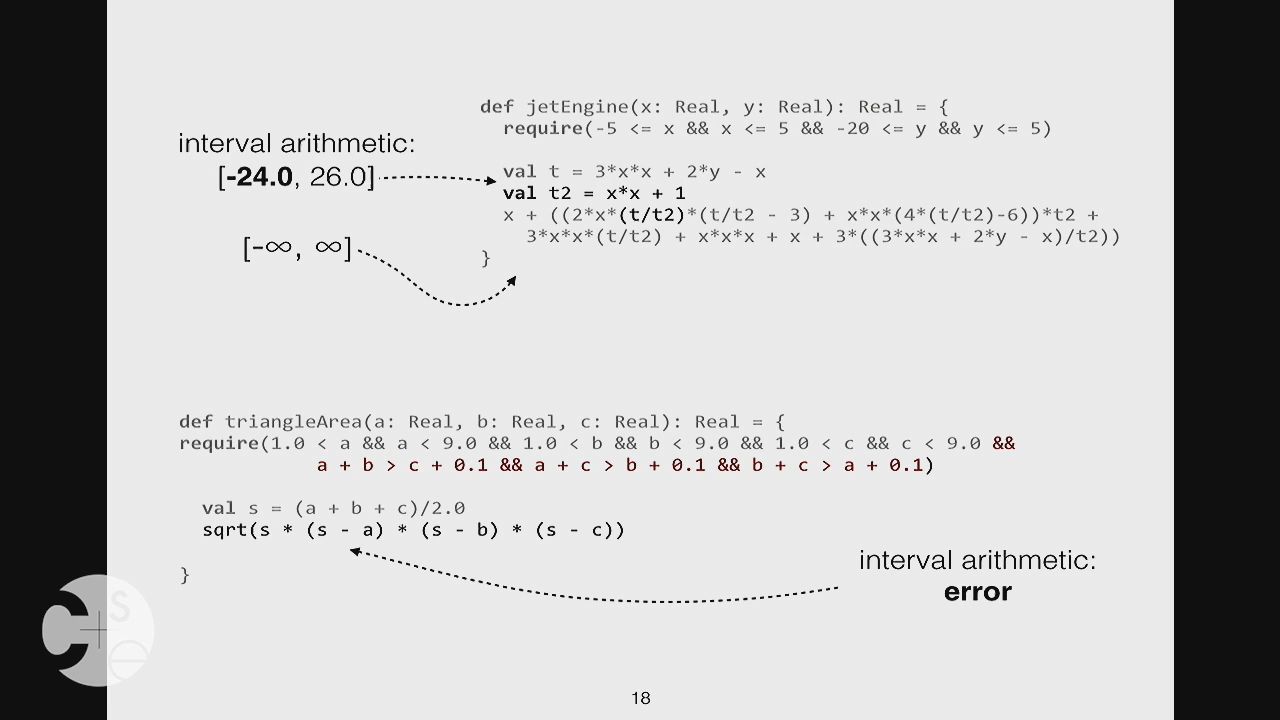 def jetEngine(x: Real, y: Real): Real = {
require(-5 <= x && x <= 5 && -20 <= y && y <= 5)
interval arithmetic:
[-24.0, 26.0]
val t = 3*x*x + 2*y - x
val t2 = x*x + 1
x + ((2*x*(t/t2)*(t/t2 - 3) + x*x*(4*(t/t2)-6))*t2 +
3*x*x*(t/t2) + x*x*x + x + 3*((3*x*x + 2*y - x)/t2))
[-∞, ∞]
}
def triangleArea(a: Real, b: Real, c: Real): Real = {
require(1.0 < a && a < 9.0 && 1.0 < b && b < 9.0 && 1.0 < c && c < 9.0 &&
a + b > c + 0.1 && a + c > b + 0.1 && b + c > a + 0.1)
val s = (a + b + c)/2.0
sqrt(s * (s - a) * (s - b) * (s - c))
}
interval arithmetic:
error
C+se
18